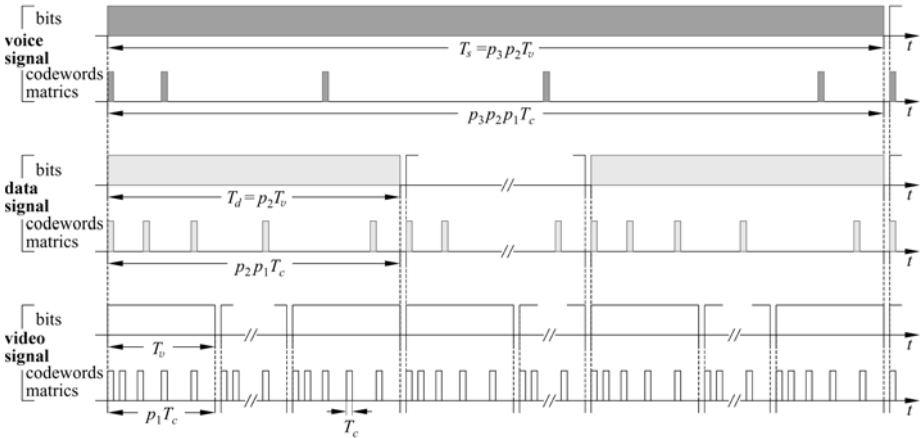 bits
t
voice
signal
T_s = p_3 p_2 T_v
codewords
matrics
t
p_3 p_2 p_1 T_c
bits
t
data
signal
T_d = p_2 T_v
codewords
matrics
t
p_2 p_1 T_c
bits
t
video
signal
T_v
codewords
matrics
t
p_1 T_c
T_c